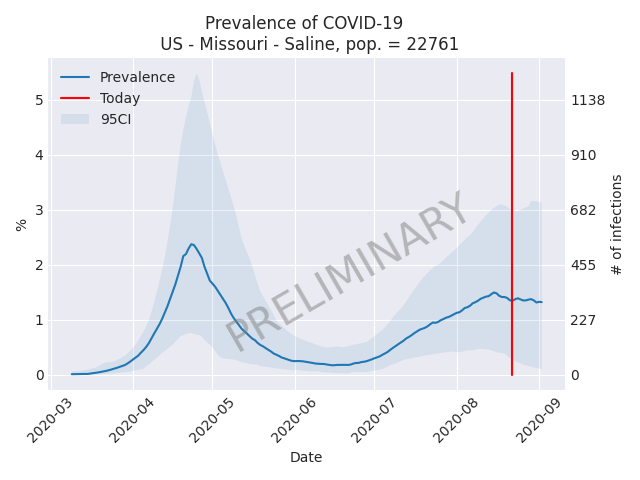 Prevalence of COVID-19
US - Missouri - Saline, pop. = 22761
Prevalence
Today
95CI
PRELIMINARY
%
5
4
3
2
1
0
1138
910
682
455
227
0
# of infections
2020-03
2020-04
2020-05
2020-06
2020-07
2020-08
2020-09
Date